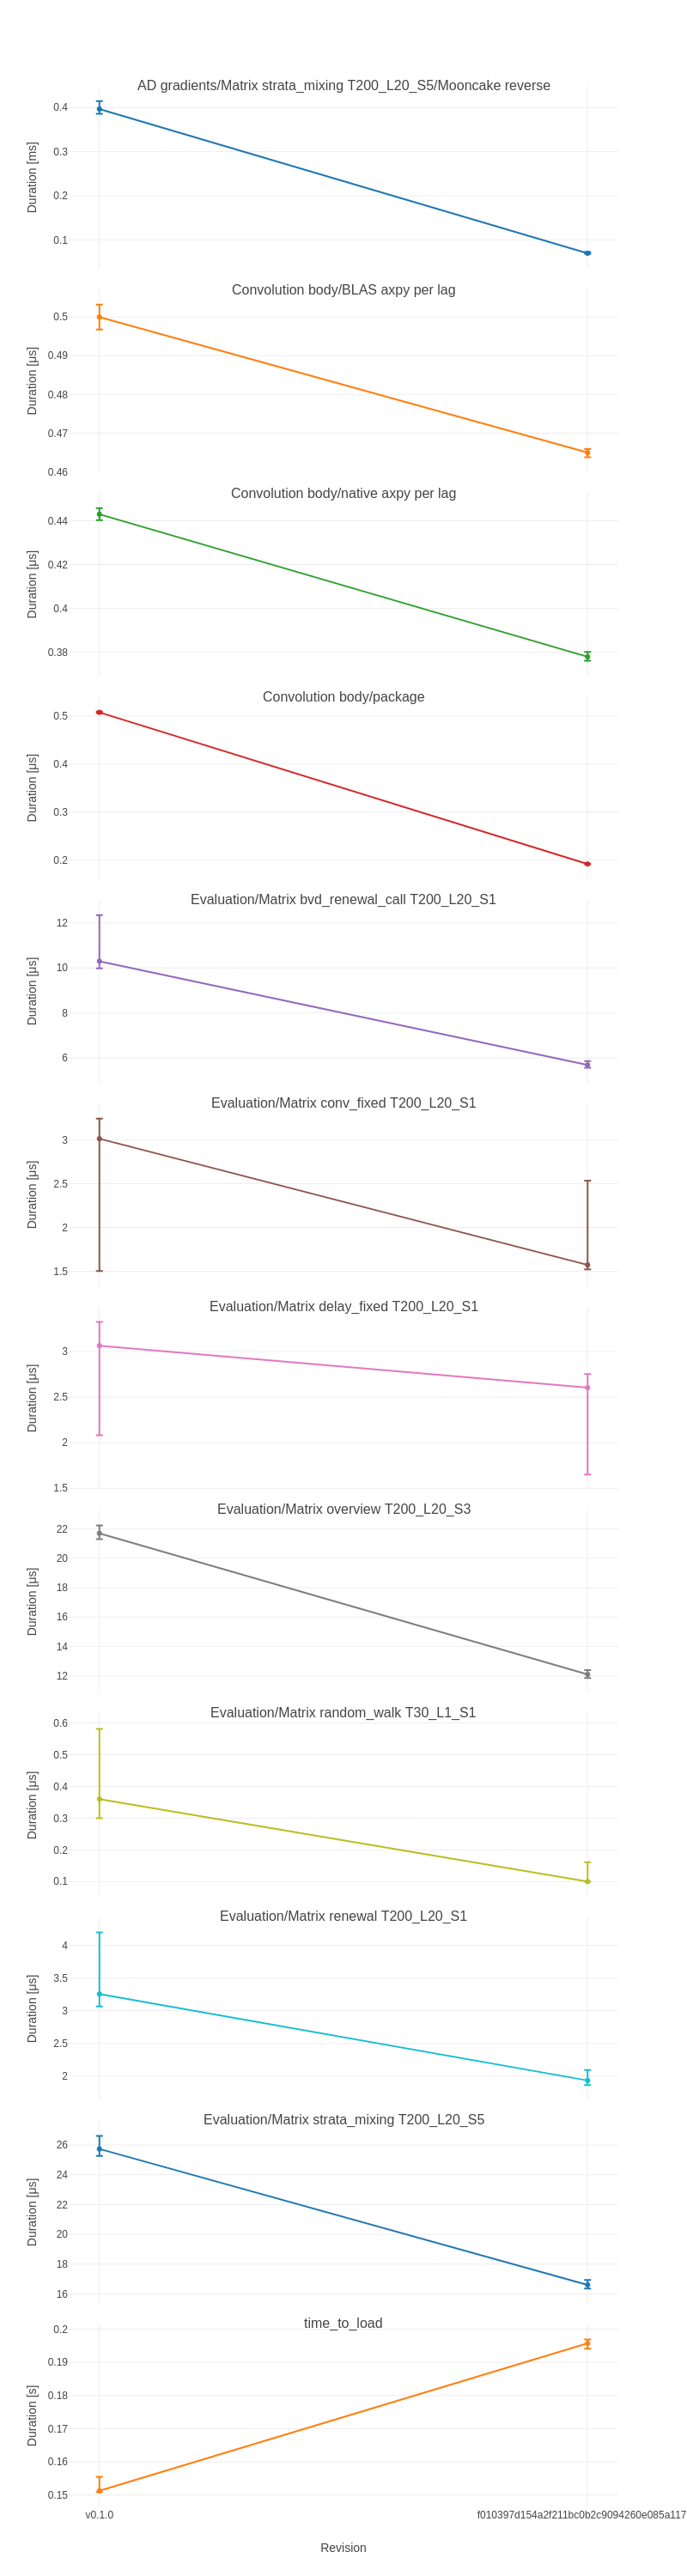 AD gradients/Matrix strata_mixing T200_L20_S5/Mooncake reverse
0.4
0.3
0.2
0.1
Duration [ms]
Convolution body/BLAS axpy per lag
0.5
0.49
0.48
0.47
0.46
Duration [μs]
Convolution body/native axpy per lag
0.44
0.42
0.4
0.38
Duration [μs]
Convolution body/package
0.5
0.4
0.3
0.2
Duration [μs]
Evaluation/Matrix bvd_renewal_call T200_L20_S1
12
10
8
6
Duration [μs]
Evaluation/Matrix conv_fixed T200_L20_S1
3
2.5
2
1.5
Duration [μs]
Evaluation/Matrix delay_fixed T200_L20_S1
3
2.5
2
1.5
Duration [μs]
Evaluation/Matrix overview T200_L20_S3
22
20
18
16
14
12
Duration [μs]
Evaluation/Matrix random_walk T30_L1_S1
0.6
0.5
0.4
0.3
0.2
0.1
Duration [μs]
Evaluation/Matrix renewal T200_L20_S1
4
3.5
3
2.5
2
Duration [μs]
Evaluation/Matrix strata_mixing T200_L20_S5
26
24
22
20
18
16
Duration [μs]
time_to_load
0.2
0.19
0.18
0.17
0.16
0.15
Duration [s]
v0.1.0
f010397d154a2f211bc0b2c9094260e085a117
Revision